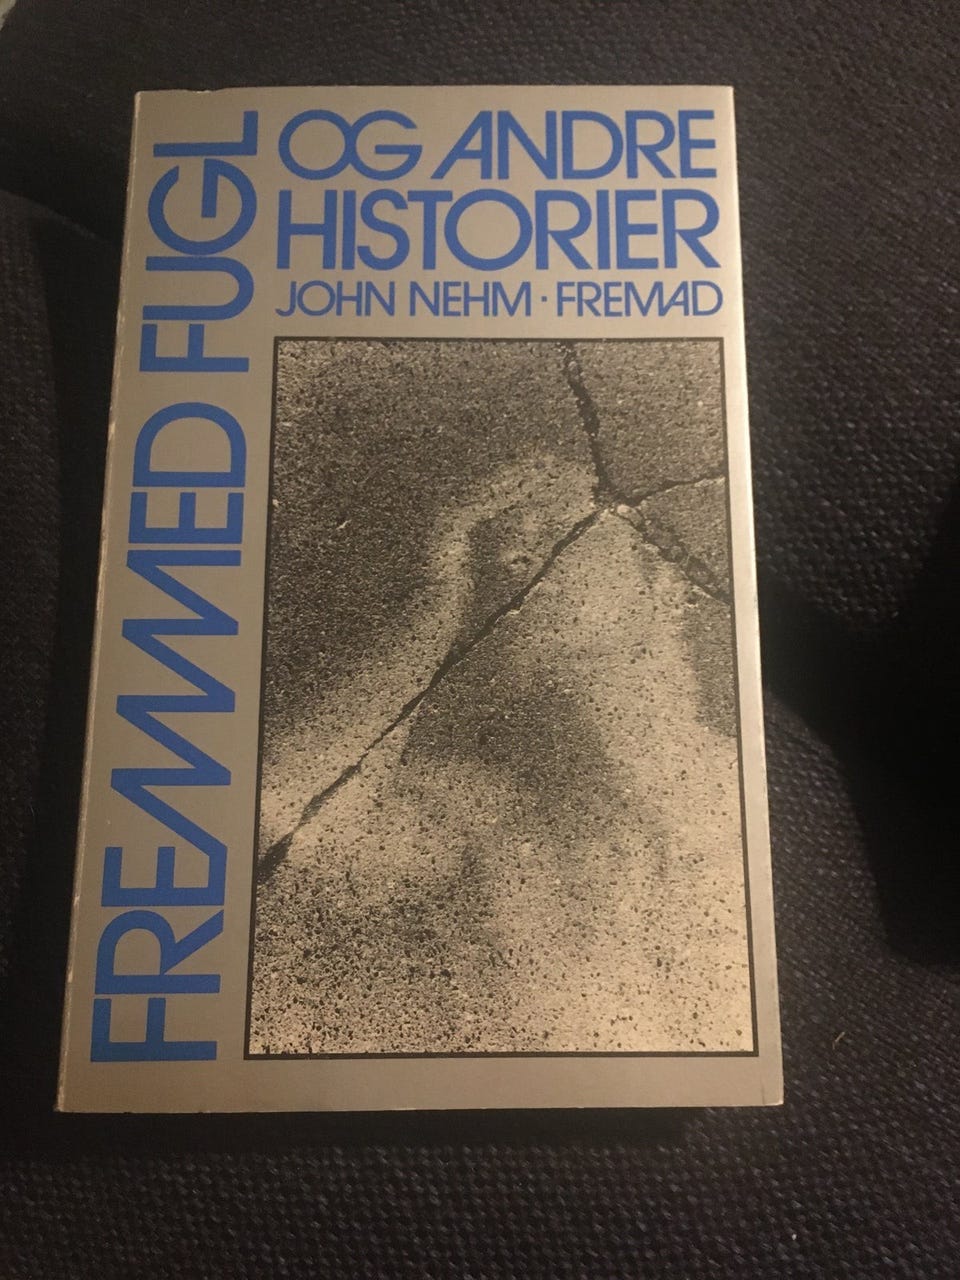 FREMMED FUGL
OG ANDRE
HISTORIER
JOHN NEHM · FREMAD